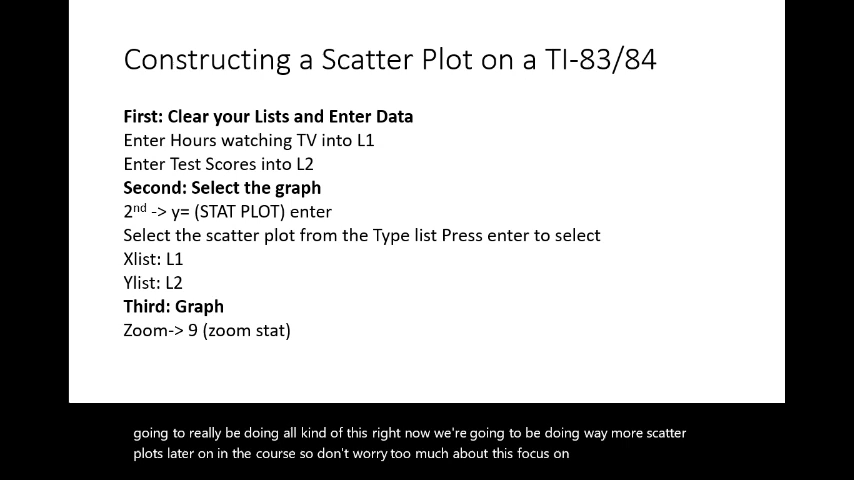 Constructing a Scatter Plot on a TI-83/84
First: Clear your Lists and Enter Data
Enter Hours watching TV into L1
Enter Test Scores into L2
Second: Select the graph
2nd -> y= (STAT PLOT) enter
Select the scatter plot from the Type list Press enter to select
Xlist: L1
Ylist: L2
Third: Graph
Zoom-> 9 (zoom stat)
going to really be doing all kind of this right now we're going to be doing way more scatter
plots later on in the course so don't worry too much about this focus on